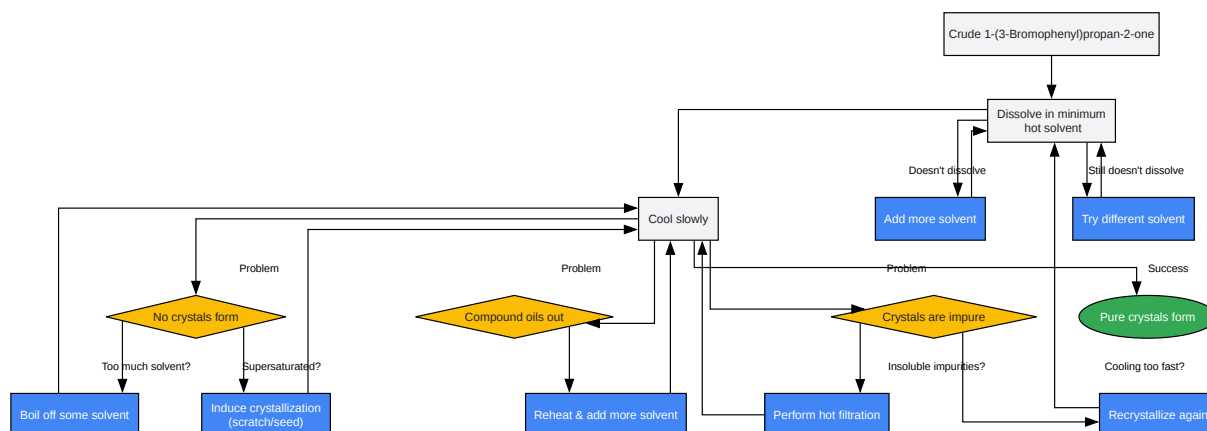 Crude 1-(3-Bromophenyl)propan-2-one
Dissolve in minimum
hot solvent
Doesn't dissolve
Still doesn't dissolve
Cool slowly
Add more solvent
Try different solvent
Problem
Problem
Problem
Success
No crystals form
Compound oils out
Crystals are impure
Pure crystals form
Too much solvent?
Supersaturated?
Insoluble impurities?
Cooling too fast?
Boil off some solvent
Induce crystallization
(scratch/seed)
Reheat & add more solvent
Perform hot filtration
Recrystallize again